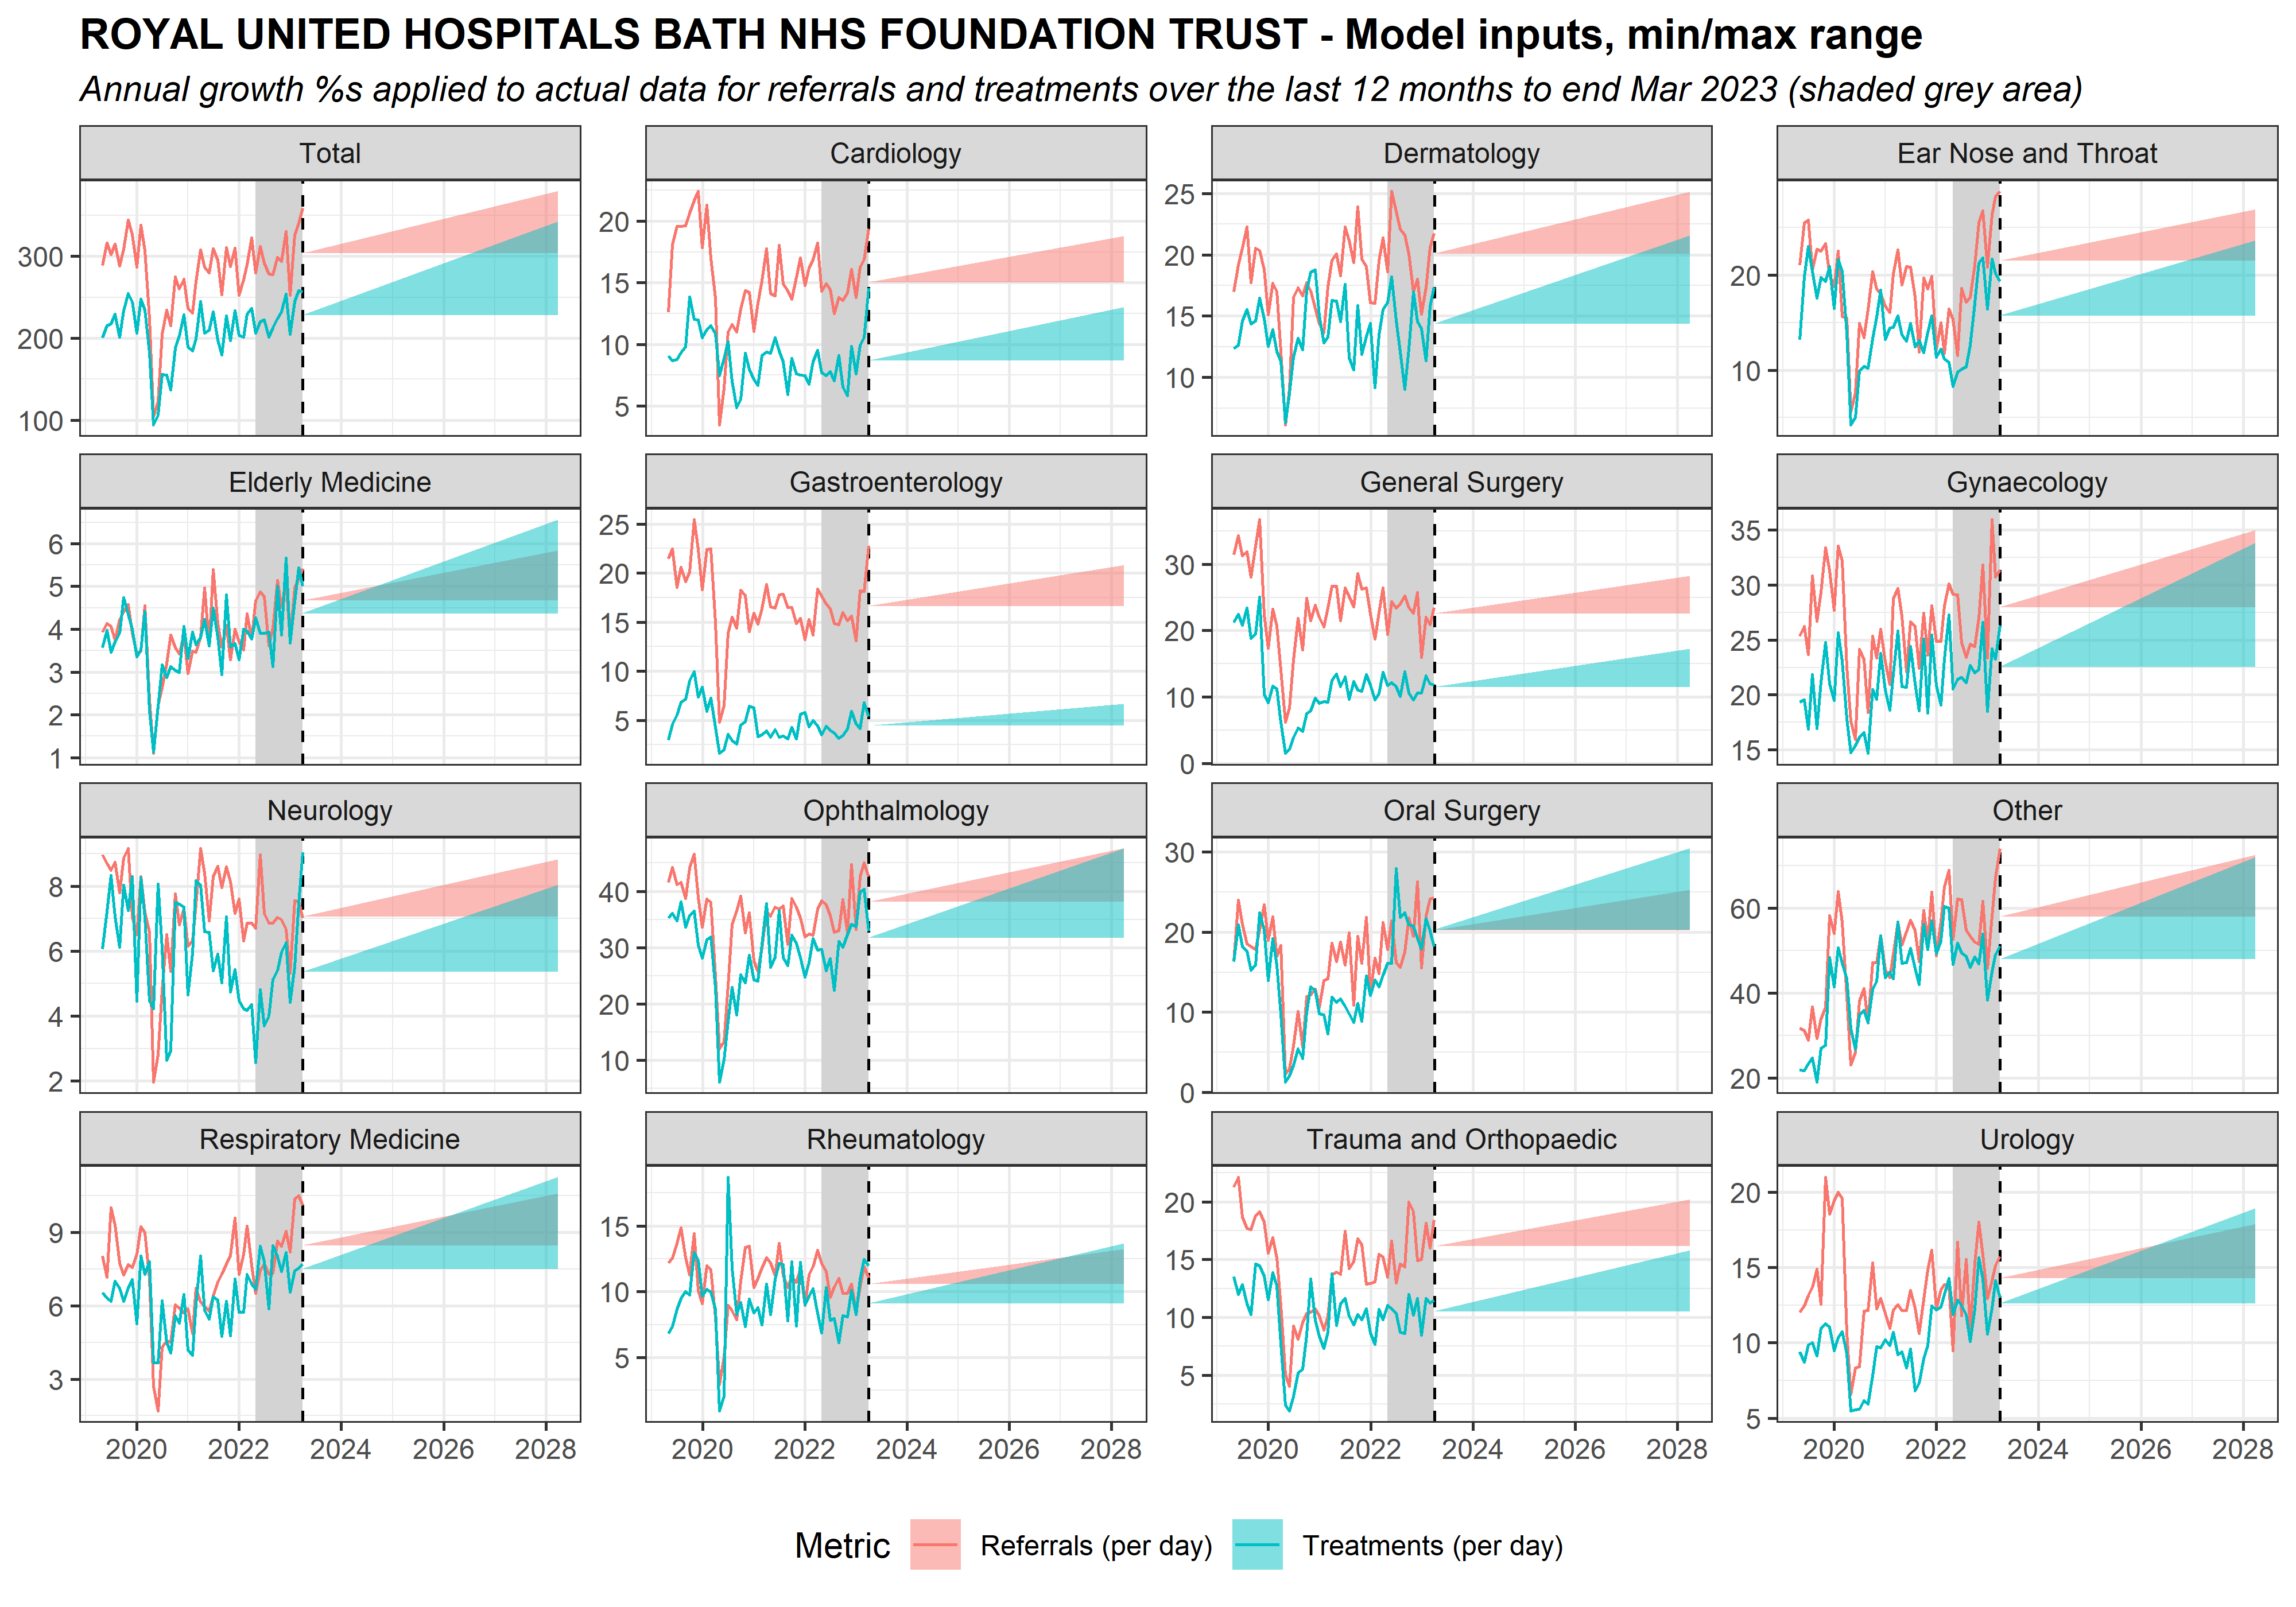 ROYAL UNITED HOSPITALS BATH NHS FOUNDATION TRUST - Model inputs, min/max range
Annual growth %s applied to actual data for referrals and treatments over the last 12 months to end Mar 2023 (shaded grey area)
Total
300
200
100
Cardiology
20
15
10
5
Dermatology
25
20
15
10
Ear Nose and Throat
20
10
Elderly Medicine
6
5
4
3
2
1
Gastroenterology
25
20
15
10
5
General Surgery
30
20
10
0
Gynaecology
35
30
25
20
15
Neurology
8
6
4
2
Ophthalmology
40
30
20
10
Oral Surgery
30
20
10
0
Other
60
40
20
Respiratory Medicine
9
6
3
Rheumatology
15
10
5
Trauma and Orthopaedic
20
15
10
5
Urology
20
15
10
5
2020 2022 2024 2026 2028
2020 2022 2024 2026 2028
2020 2022 2024 2026 2028
2020 2022 2024 2026 2028
Metric Referrals (per day) Treatments (per day)